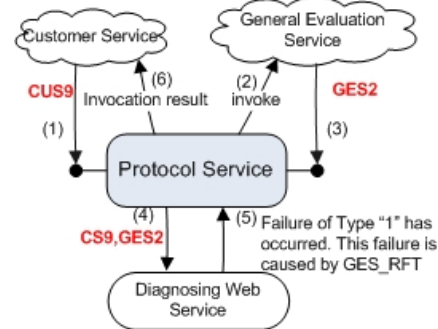 Customer Service
General Evaluation
Service
CUS9
(6)
Invocation result
(2)
invoke
GES2
(1)
(3)
Protocol Service
(4)
CS9,GES2
(5)
Failure of Type "1" has
occurred. This failure is
caused by GES_RFT
Diagnosing Web
Service